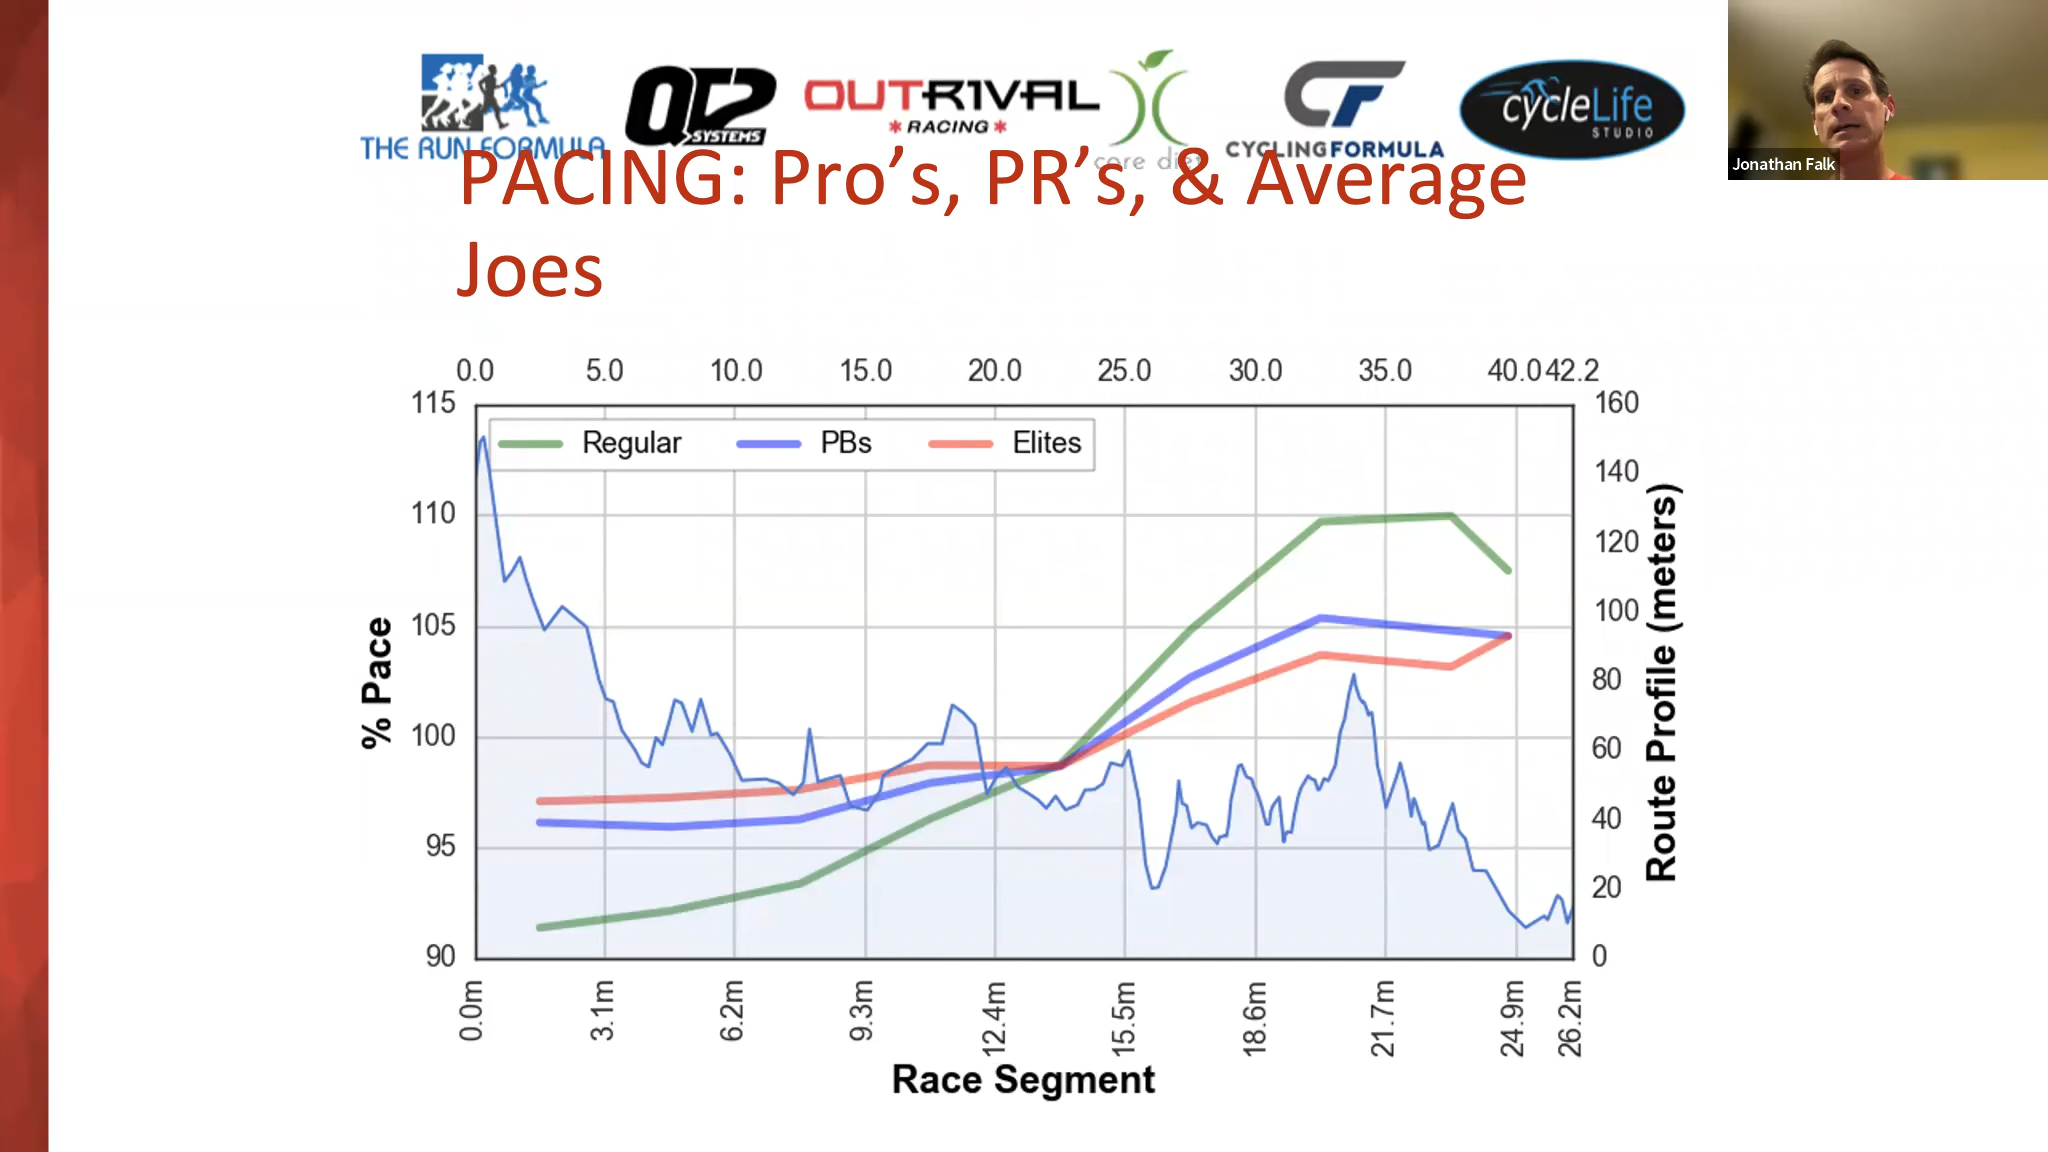 THE RUN FORMULA
QT2
SYSTEMS
OUTRIVAL
RACING
core diet
CF
CYCLINGFORMULA
cycleLife
STUDIO
Jonathan Falk
PACING: Pro’s, PR’s, & Average
Joes
0.0 5.0 10.0 15.0 20.0 25.0 30.0 35.0 40.0 42.2
Regular PBs Elites
115
110
105
100
95
90
% Pace
160
140
120
100
80
60
40
20
0
Route Profile (meters)
0.0m 3.1m 6.2m 9.3m 12.4m 15.5m 18.6m 21.7m 24.9m 26.2m
Race Segment